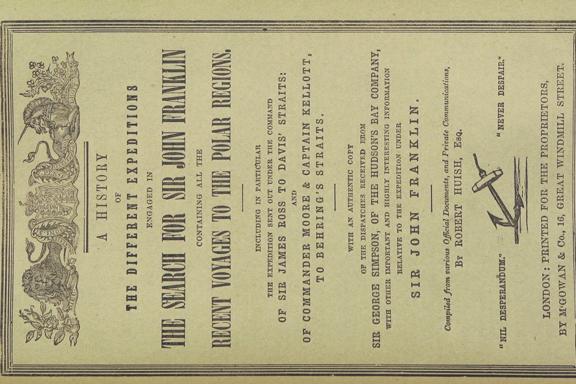 A HISTORY
OF
THE DIFFERENT EXPEDITIONS
ENGAGED IN
THE SEARCH FOR SIR JOHN FRANKLIN
CONTAINING ALL THE
RECENT VOYAGES TO THE POLAR REGIONS,
INCLUDING IN PARTICULAR
THE EXPEDITION SENT OUT UNDER THE COMMAND
OF SIR JAMES ROSS TO DAVIS' STRAITS;
AND
OF COMMANDER MOORE & CAPTAIN KELLOTT,
TO BEHRING'S STRAITS.
WITH AN AUTHENTIC COPY
OF THE DISPATCHES RECEIVED FROM
SIR GEORGE SIMPSON, OF THE HUDSON'S BAY COMPANY,
WITH OTHER IMPORTANT AND HIGHLY INTERESTING INFORMATION
RELATIVE TO THE EXPEDITION UNDER
SIR JOHN FRANKLIN.
Compiled from various Official Documents, and Private Communications,
BY ROBERT HUISH, ESQ.
"NIL DESPERANDUM." "NEVER DESPAIR."
LONDON: PRINTED FOR THE PROPRIETORS,
BY M'GOWAN & Co., 16, GREAT WINDMILL STREET.